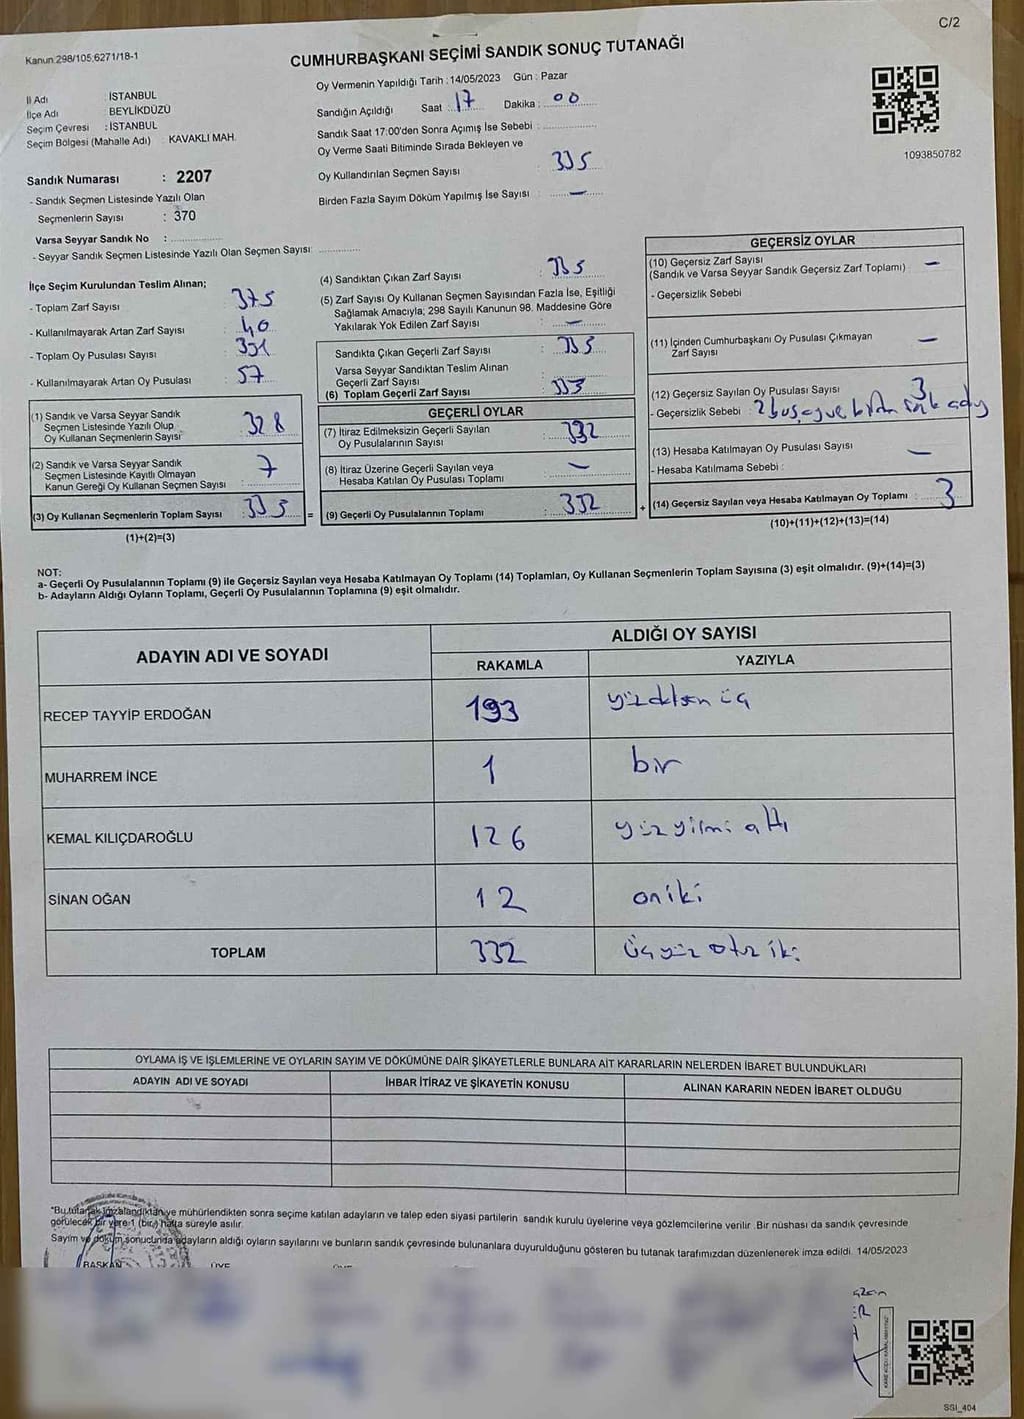 C/2
Kanun:298/105;6271/18-1
CUMHURBAŞKANI SEÇİMİ SANDIK SONUÇ TUTANAĞI
İl Adı : İSTANBUL
İlçe Adı : BEYLİKDÜZÜ
Seçim Çevresi : İSTANBUL
Seçim Bölgesi (Mahalle Adı) : KAVAKLI MAH.
Sandık Numarası : 2207
- Sandık Seçmen Listesinde Yazılı Olan
Seçmenlerin Sayısı : 370
Varsa Seyyar Sandık No :
- Seyyar Sandık Seçmen Listesinde Yazılı Olan Seçmen Sayısı:
Oy Vermenin Yapıldığı Tarih : 14/05/2023 Gün : Pazar
Sandığın Açıldığı Saat : 17 Dakika : 00
Sandık Saat 17:00'den Sonra Açımış İse Sebebi :
Oy Verme Saati Bitiminde Sırada Bekleyen ve
Oy Kullandırılan Seçmen Sayısı : 335
Birden Fazla Sayım Döküm Yapılmış İse Sayısı : —
1093850782
İlçe Seçim Kurulundan Teslim Alınan;
- Toplam Zarf Sayısı : 375
- Kullanılmayarak Artan Zarf Sayısı : 40
- Toplam Oy Pusulası Sayısı : 391
- Kullanılmayarak Artan Oy Pusulası : 57
(1) Sandık ve Varsa Seyyar Sandık
Seçmen Listesinde Yazılı Olup
Oy Kullanan Seçmenlerin Sayısı : 328
(2) Sandık ve Varsa Seyyar Sandık
Seçmen Listesinde Kayıtlı Olmayan
Kanun Gereği Oy Kullanan Seçmen Sayısı : 7
(3) Oy Kullanan Seçmenlerin Toplam Sayısı : 335
(1)+(2)=(3)
(4) Sandıktan Çıkan Zarf Sayısı : 335
(5) Zarf Sayısı Oy Kullanan Seçmen Sayısından Fazla İse, Eşitliği
Sağlamak Amacıyla; 298 Sayılı Kanunun 98. Maddesine Göre
Yakılarak Yok Edilen Zarf Sayısı : —
Sandıkta Çıkan Geçerli Zarf Sayısı : 335
Varsa Seyyar Sandıktan Teslim Alınan
Geçerli Zarf Sayısı
(6) Toplam Geçerli Zarf Sayısı : 335
GEÇERLİ OYLAR
(7) İtiraz Edilmeksizin Geçerli Sayılan
Oy Pusulalarının Sayısı : 332
(8) İtiraz Üzerine Geçerli Sayılan veya
Hesaba Katılan Oy Pusulası Toplamı : —
= (9) Geçerli Oy Pusulalarının Toplamı : 332
GEÇERSİZ OYLAR
(10) Geçersiz Zarf Sayısı
(Sandık ve Varsa Seyyar Sandık Geçersiz Zarf Toplamı) —
- Geçersizlik Sebebi
(11) İçinden Cumhurbaşkanı Oy Pusulası Çıkmayan
Zarf Sayısı —
(12) Geçersiz Sayılan Oy Pusulası Sayısı 3
- Geçersizlik Sebebi :
(13) Hesaba Katılmayan Oy Pusulası Sayısı —
- Hesaba Katılmama Sebebi :
+ (14) Geçersiz Sayılan veya Hesaba Katılmayan Oy Toplamı : 3
(10)+(11)+(12)+(13)=(14)
NOT:
a- Geçerli Oy Pusulalarının Toplamı (9) ile Geçersiz Sayılan veya Hesaba Katılmayan Oy Toplamı (14) Toplamları, Oy Kullanan Seçmenlerin Toplam Sayısına (3) eşit olmalıdır. (9)+(14)=(3)
b- Adayların Aldığı Oyların Toplamı, Geçerli Oy Pusulalarının Toplamına (9) eşit olmalıdır.
ADAYIN ADI VE SOYADI
ALDIĞI OY SAYISI
RAKAMLA YAZIYLA
RECEP TAYYİP ERDOĞAN 193
MUHARREM İNCE 1 bir
KEMAL KILIÇDAROĞLU 126 yüzyirmi altı
SİNAN OĞAN 12 oniki
TOPLAM 332 üçyüz otuz iki
OYLAMA İŞ VE İŞLEMLERİNE VE OYLARIN SAYIM VE DÖKÜMÜNE DAİR ŞİKAYETLERLE BUNLARA AİT KARARLARIN NELERDEN İBARET BULUNDUKLARI
ADAYIN ADI VE SOYADI İHBAR İTİRAZ VE ŞİKAYETİN KONUSU ALINAN KARARIN NEDEN İBARET OLDUĞU
*Bu tutanak imzalandıktan ve mühürlendikten sonra seçime katılan adayların ve talep eden siyasi partilerin sandık kurulu üyelerine veya gözlemcilerine verilir. Bir nüshası da sandık çevresinde
görülecek bir yere 1 (bir) hafta süreyle asılır.
Sayım ve döküm sonucunda adayların aldığı oyların sayılarını ve bunların sandık çevresinde bulunanlara duyurulduğunu gösteren bu tutanak tarafımızdan düzenlenerek imza edildi. 14/05/2023
BAŞKAN ÜYE
SGI_404